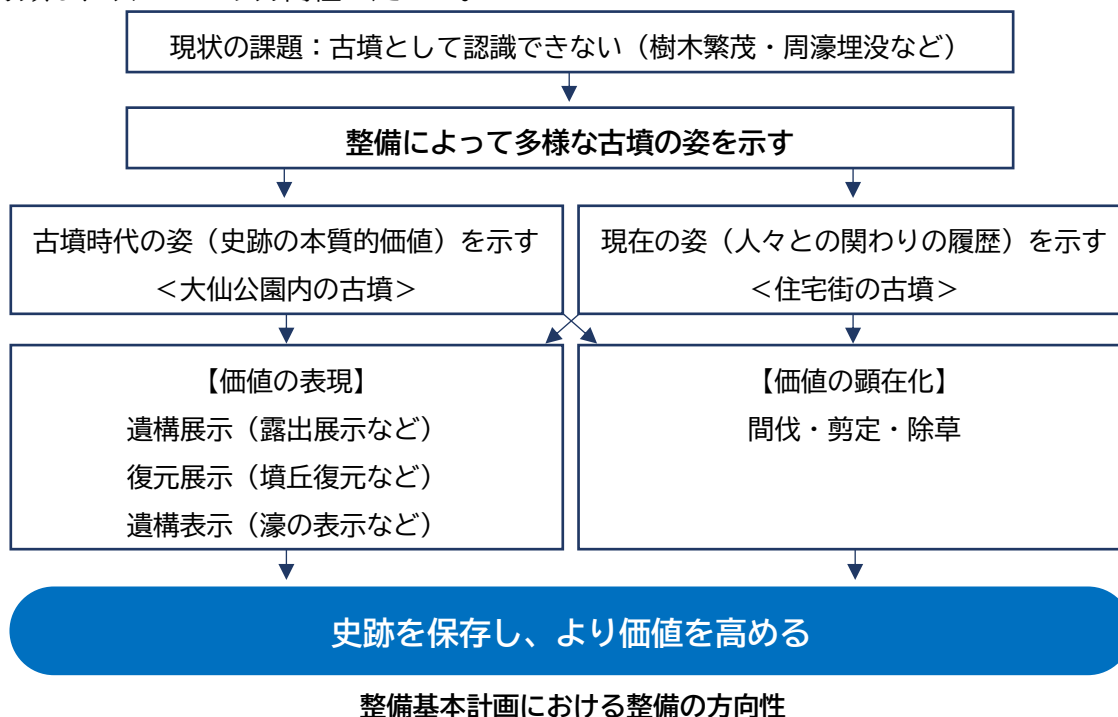 現状の課題：古墳として認識できない（樹木繁茂・周濠埋没など）
整備によって多様な古墳の姿を示す
古墳時代の姿（史跡の本質的価値）を示す
＜大仙公園内の古墳＞
現在の姿（人々との関わりの履歴）を示す
＜住宅街の古墳＞
【価値の表現】
遺構展示（露出展示など）
復元展示（墳丘復元など）
遺構表示（濠の表示など）
【価値の顕在化】
間伐・剪定・除草
史跡を保存し、より価値を高める
整備基本計画における整備の方向性